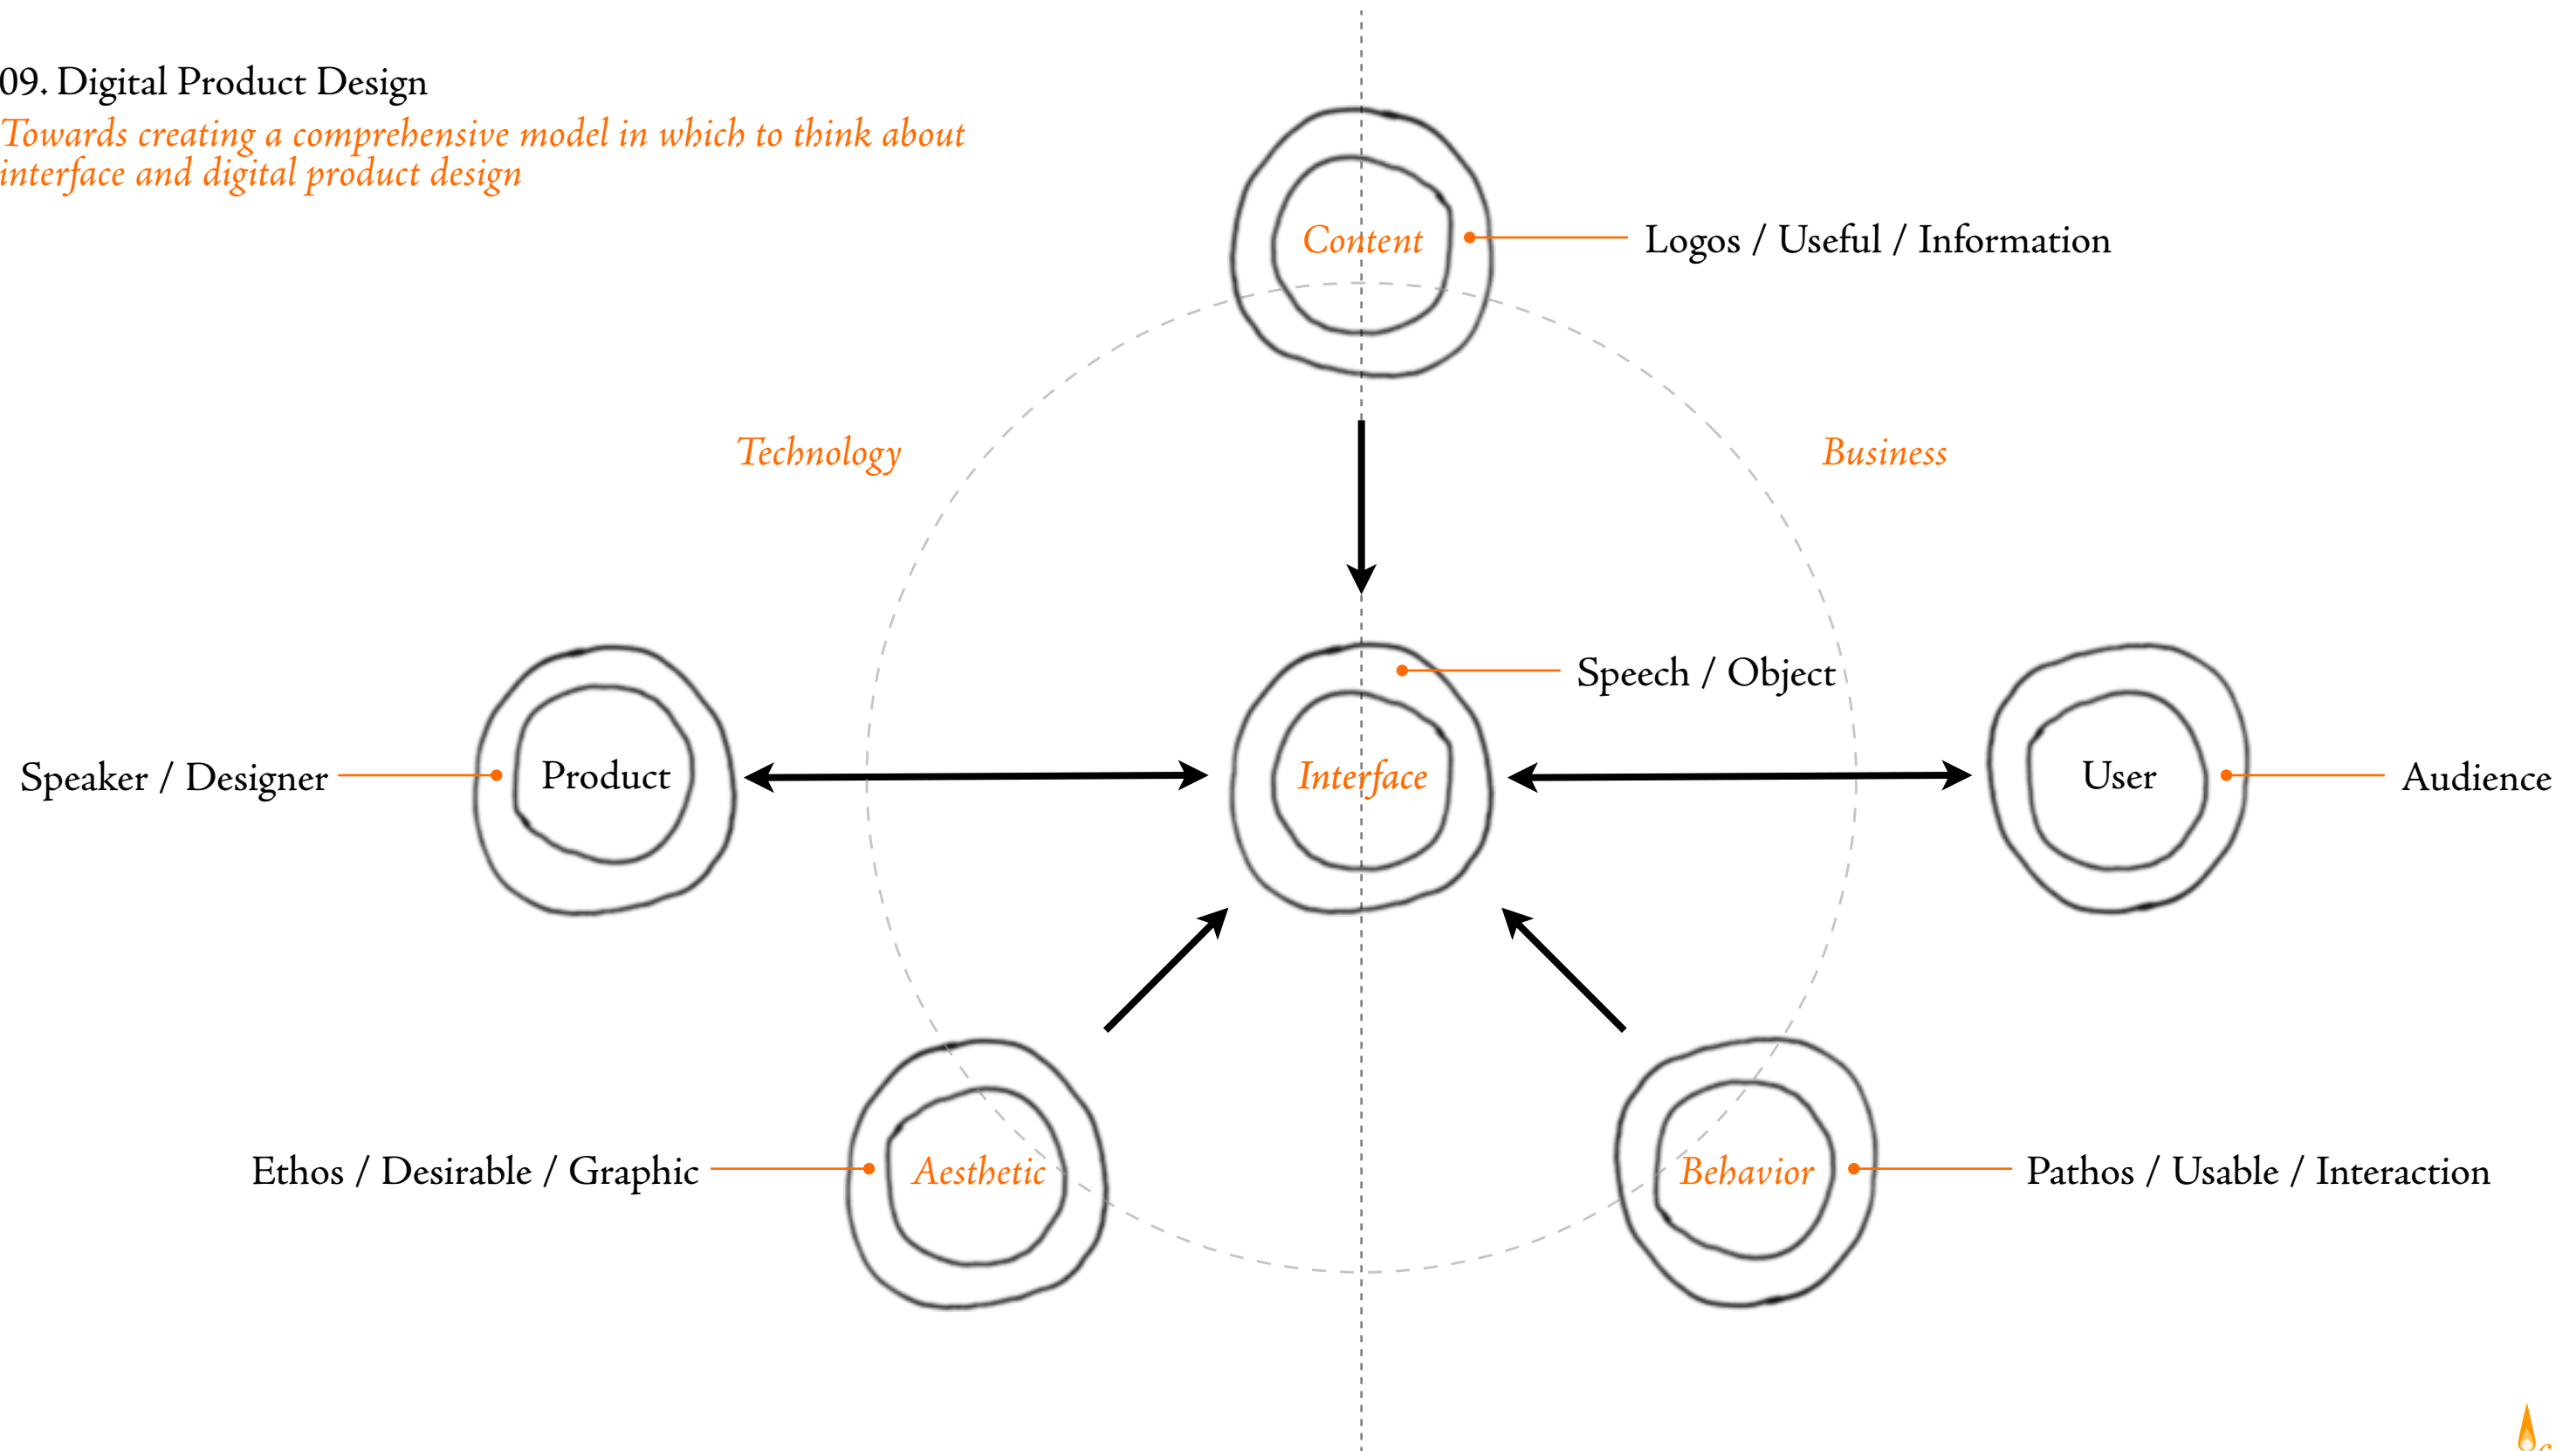 09. Digital Product Design
Towards creating a comprehensive model in which to think about
interface and digital product design
Content
Logos / Useful / Information
Technology
Business
Speech / Object
Speaker / Designer
Product
Interface
User
Audience
Ethos / Desirable / Graphic
Aesthetic
Behavior
Pathos / Usable / Interaction